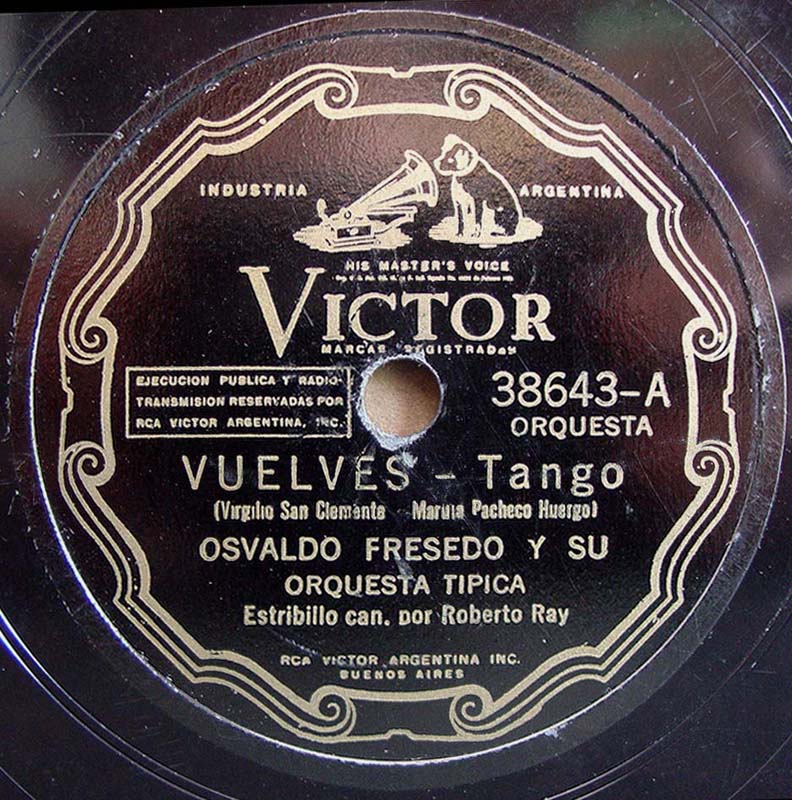 INDUSTRIA ARGENTINA
HIS MASTER'S VOICE
VICTOR
MARCAS REGISTRADAS
EJECUCION PUBLICA Y RADIO-
TRANSMISION RESERVADAS POR
RCA VICTOR ARGENTINA, INC.
38643-A
ORQUESTA
VUELVES - Tango
(Virgilio San Clemente - Maruja Pacheco Huergo)
OSVALDO FRESEDO Y SU
ORQUESTA TIPICA
Estribillo can. por Roberto Ray
RCA VICTOR ARGENTINA INC.
BUENOS AIRES